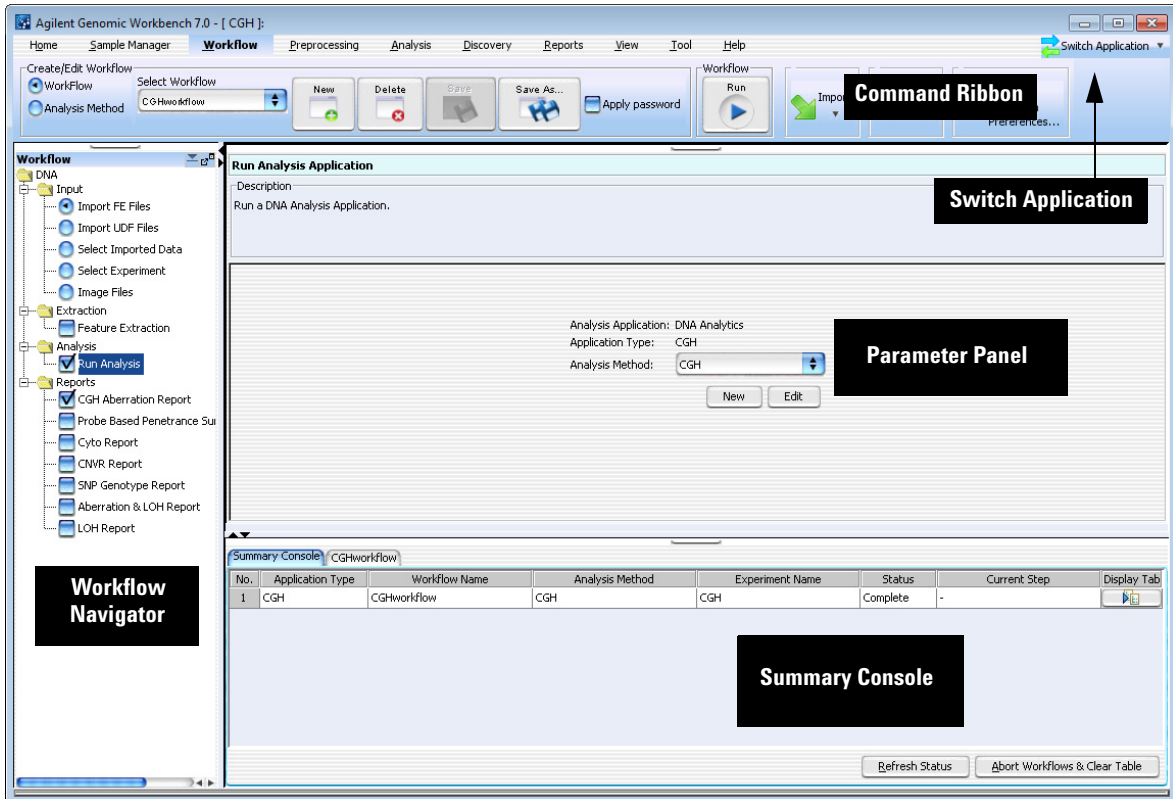 Agilent Genomic Workbench 7.0 - [ CGH ]:
Home Sample Manager Workflow Preprocessing Analysis Discovery Reports View Tool Help Switch Application
Create/Edit Workflow
WorkFlow
Analysis Method
Select Workflow
CGHworkflow
New
Delete
Save
Save As...
Apply password
Workflow
Run
Impor
Command Ribbon
Preferences...
Switch Application
Workflow
DNA
Input
Import FE Files
Import UDF Files
Select Imported Data
Select Experiment
Image Files
Extraction
Feature Extraction
Analysis
Run Analysis
Reports
CGH Aberration Report
Probe Based Penetrance Sur
Cyto Report
CNVR Report
SNP Genotype Report
Aberration & LOH Report
LOH Report
Workflow
Navigator
Run Analysis Application
Description
Run a DNA Analysis Application.
Analysis Application: DNA Analytics
Application Type: CGH
Analysis Method: CGH
New Edit
Parameter Panel
Summary Console CGHworkflow
No. Application Type Workflow Name Analysis Method Experiment Name Status Current Step Display Tab
1 CGH CGHworkflow CGH CGH Complete -
Summary Console
Refresh Status Abort Workflows & Clear Table